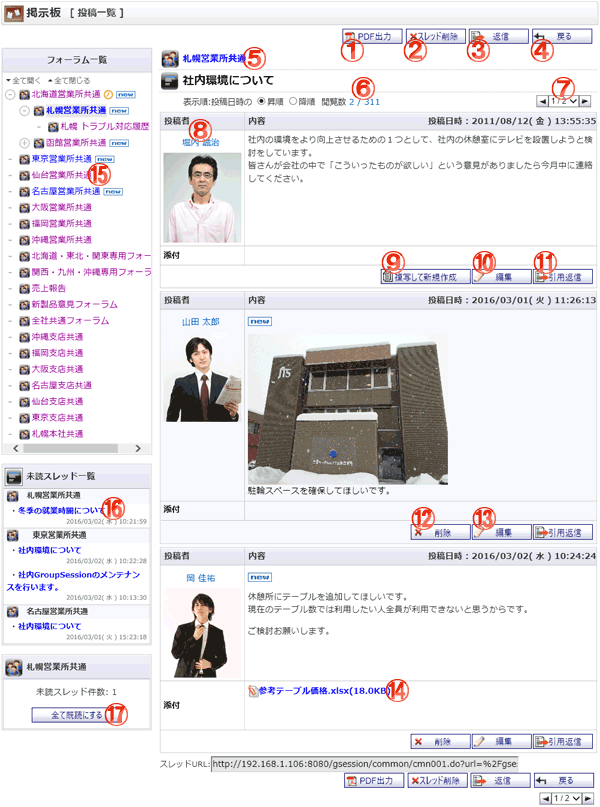 掲示板 [ 投稿一覧 ]
PDF出力 スレッド削除 返信 戻る
① ② ③ ④
フォーラム一覧
▼全て開く ▲全て閉じる
北海道営業所共通 new
札幌営業所共通 new
札幌 トラブル対応履歴
函館営業所共通 new
東京営業所共通 new
仙台営業所共通 ⑮
名古屋営業所共通 new
大阪営業所共通
福岡営業所共通
沖縄営業所共通
北海道・東北・関東専用フォー
関西・九州・沖縄専用フォーラ
売上報告
新製品意見フォーラム
全社共通フォーラム
沖縄支店共通
福岡支店共通
大阪支店共通
名古屋支店共通
仙台支店共通
東京支店共通
札幌本社共通
未読スレッド一覧
札幌営業所共通
・冬季の就業時間について ⑯
2016/03/02( 水 ) 10:21:59
東京営業所共通
・社内環境について
2016/03/02( 水 ) 10:22:28
・社内GroupSessionのメンテナンスを行います。
2016/03/02( 水 ) 10:13:30
名古屋営業所共通
・社内環境について
2016/03/01( 火 ) 15:23:18
札幌営業所共通
未読スレッド件数: 1
全て既読にする ⑰
札幌営業所共通 ⑤
社内環境について
⑥ ⑦
表示順:投稿日時の 昇順 降順 閲覧数 2 / 311
1 / 2
投稿者 内容 投稿日時：2011/08/12( 金 ) 13:55:35
⑧
堀内 誠治
社内の環境をより向上させるための１つとして、社内の休憩室にテレビを設置しようと検
討をしています。
皆さんが会社の中で「こういったものが欲しい」という意見がありましたら今月中に連絡
してください。
添付
⑨ ⑩ ⑪
複写して新規作成 編集 引用返信
投稿者 内容 投稿日時：2016/03/01( 火 ) 11:26:13
山田 太郎
new
JTS
駐輪スペースを確保してほしいです。
添付
⑫ ⑬
削除 編集 引用返信
投稿者 内容 投稿日時：2016/03/02( 水 ) 10:24:24
岡 佳祐
new
休憩所にテーブルを追加してほしいです。
現在のテーブル数では利用したい人全員が利用できないと思うからです。
ご検討お願いします。
添付
参考テーブル価格.xlsx(18.0KB) ⑭
削除 編集 引用返信
スレッドURL: http://192.168.1.106:8080/gsession/common/cmn001.do?url=%2Fgse
PDF出力 スレッド削除 返信 戻る
1 / 2